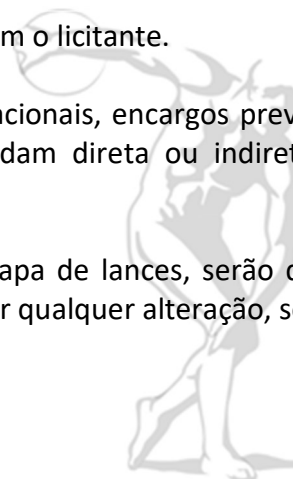 m o licitante.
acionais, encargos prev
dam direta ou indiret
apa de lances, serão
r qualquer alteração, s